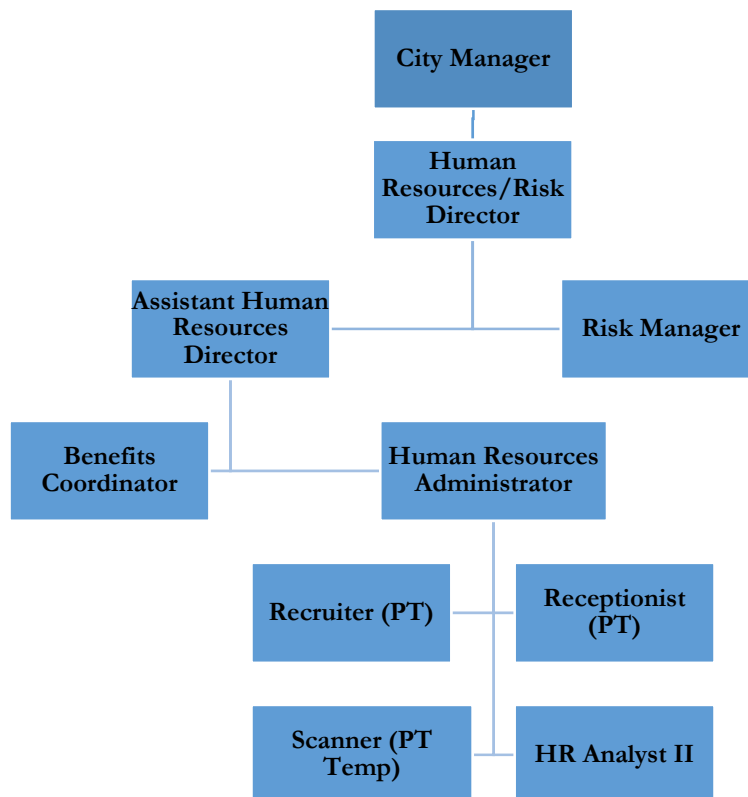 City Manager
Human
Resources/Risk
Director
Assistant Human
Resources
Director
Risk Manager
Benefits
Coordinator
Human Resources
Administrator
Recruiter (PT)
Receptionist
(PT)
Scanner (PT
Temp)
HR Analyst II